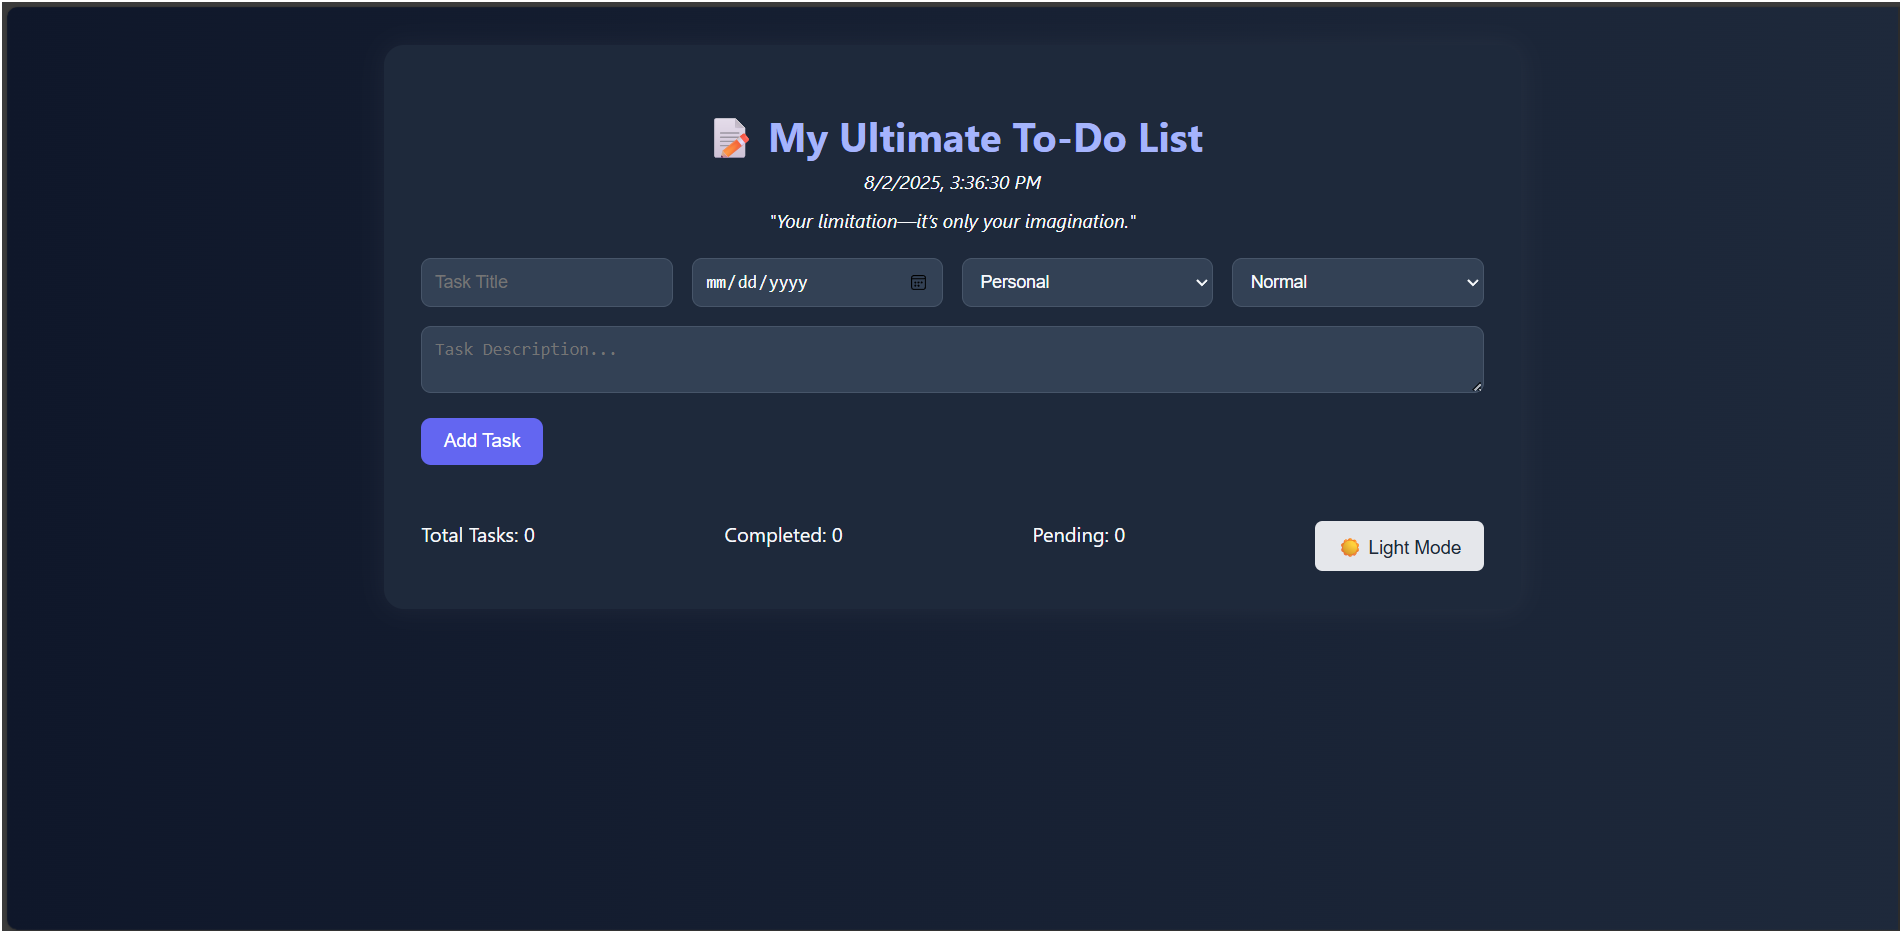 My Ultimate To-Do List
8/2/2025, 3:36:30 PM
"Your limitation—it’s only your imagination."
Task Title mm/dd/yyyy Personal Normal
Task Description...
Add Task
Total Tasks: 0 Completed: 0 Pending: 0 Light Mode